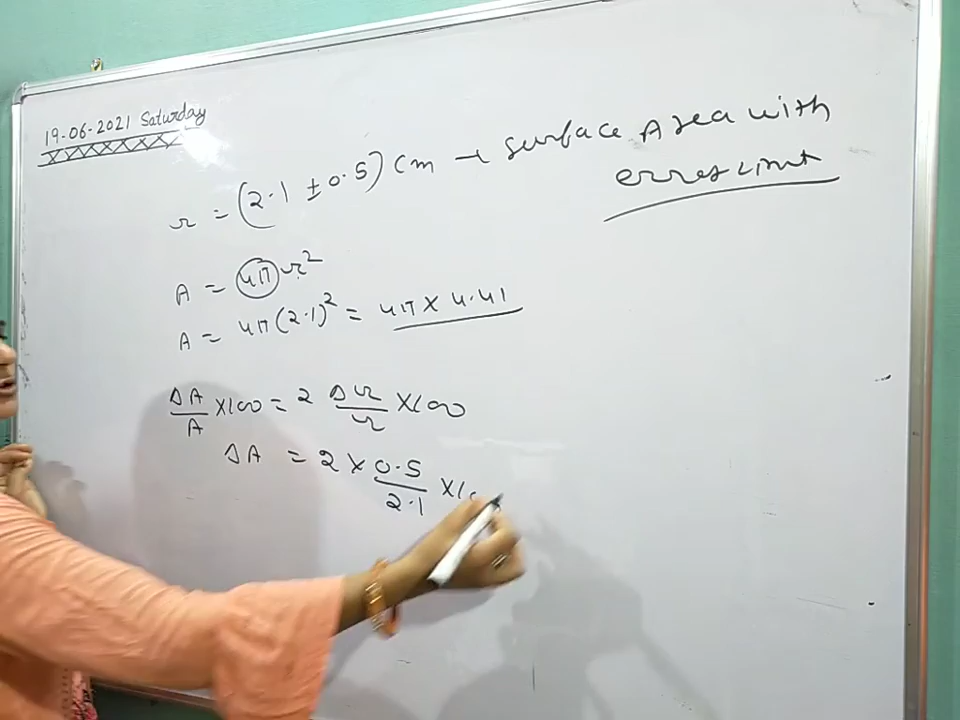 19-06-2021 Saturday
r = (2.1 ± 0.5) cm → surface Area with
error limit
A = 4π r²
A = 4π(2.1)² = 4π × 4.41
ΔA/A ×100 = 2 Δr/r ×100
ΔA = 2 × 0.5/2.1 ×10